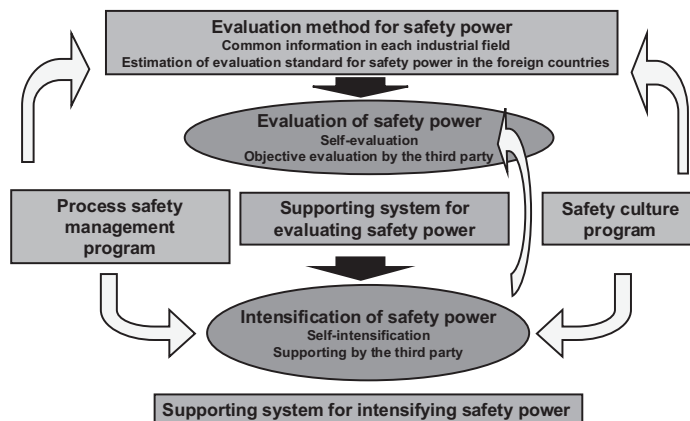 Evaluation method for safety power
Common information in each industrial field
Estimation of evaluation standard for safety power in the foreign countries
Evaluation of safety power
Self-evaluation
Objective evaluation by the third party
Process safety
management
program
Supporting system for
evaluating safety power
Safety culture
program
Intensification of safety power
Self-intensification
Supporting by the third party
Supporting system for intensifying safety power